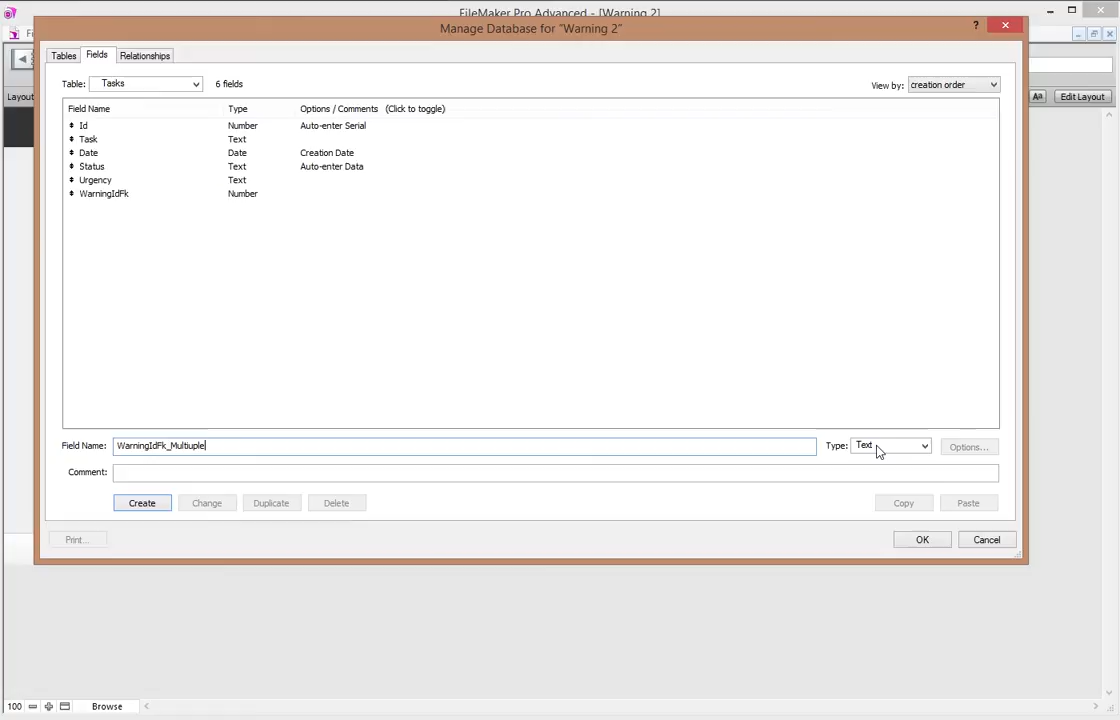 FileMaker Pro Advanced - [Warning 2]
Manage Database for "Warning 2"
?
Tables Fields Relationships
Table: Tasks 6 fields View by: creation order
Layout Aa Edit Layout
Field Name Type Options / Comments (Click to toggle)
Id Number Auto-enter Serial
Task Text
Date Date Creation Date
Status Text Auto-enter Data
Urgency Text
WarningIdFk Number
Field Name: WarningIdFk_Multiuple Type: Text Options...
Comment:
Create Change Duplicate Delete Copy Paste
Print... OK Cancel
100 Browse